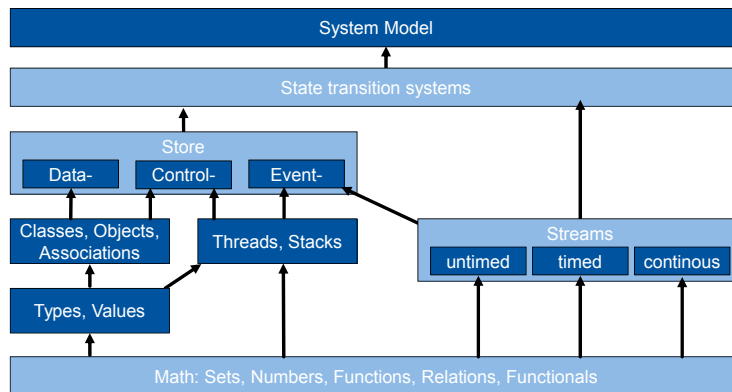 System Model
State transition systems
Store
Data-
Control-
Event-
Classes, Objects,
Associations
Threads, Stacks
Streams
untimed
timed
continous
Types, Values
Math: Sets, Numbers, Functions, Relations, Functionals